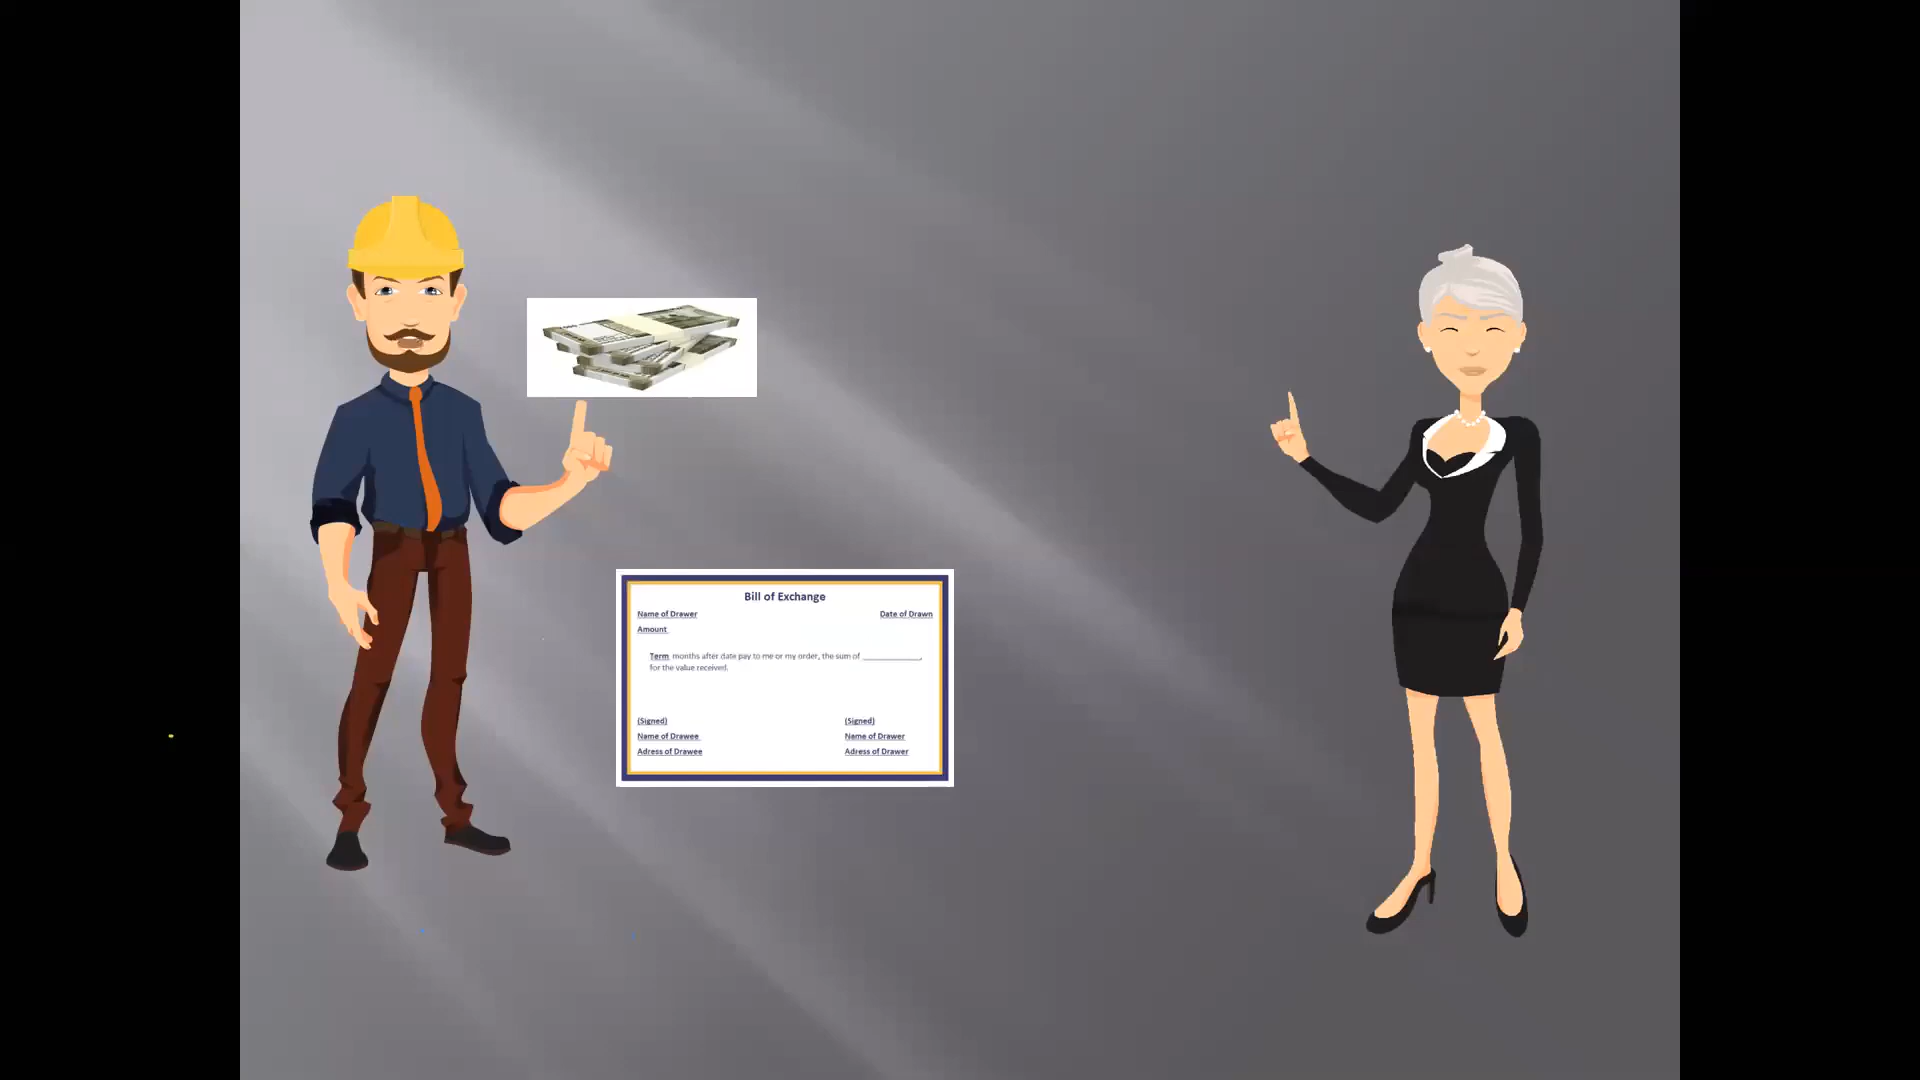 Bill of Exchange
Name of Drawer Date of Drawn
Amount
Term months after date pay to me or my order, the sum of ______________,
for the value received.
(Signed) (Signed)
Name of Drawee Name of Drawer
Adress of Drawee Adress of Drawer